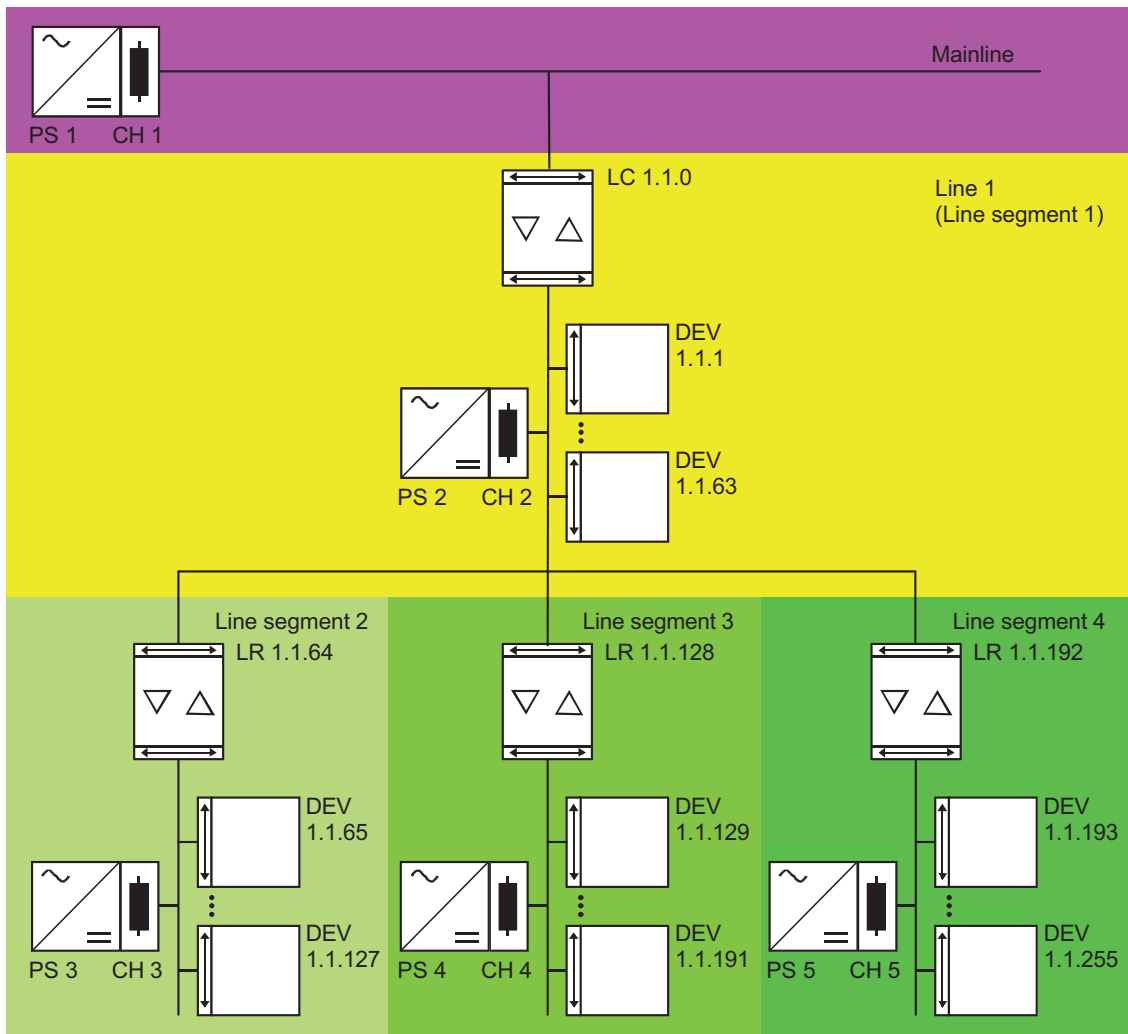 Mainline
PS 1 CH 1
LC 1.1.0
Line 1
(Line segment 1)
DEV
1.1.1
DEV
1.1.63
PS 2 CH 2
Line segment 2
LR 1.1.64
DEV
1.1.65
DEV
1.1.127
PS 3 CH 3
Line segment 3
LR 1.1.128
DEV
1.1.129
DEV
1.1.191
PS 4 CH 4
Line segment 4
LR 1.1.192
DEV
1.1.193
DEV
1.1.255
PS 5 CH 5